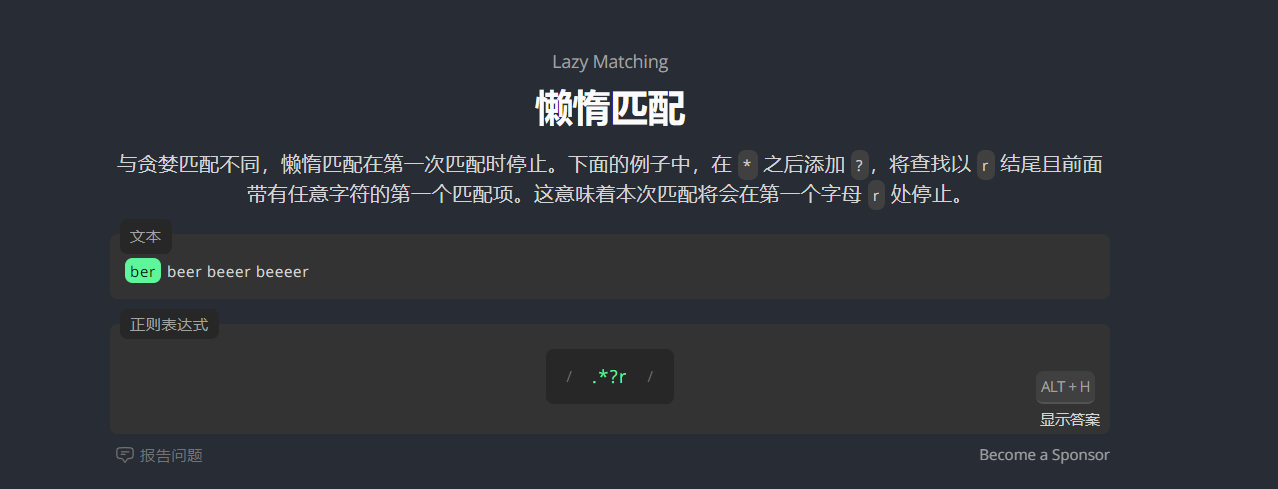 Lazy Matching
懒惰匹配
与贪婪匹配不同，懒惰匹配在第一次匹配时停止。下面的例子中，在 * 之后添加 ?，将查找以 r 结尾且前面
带有任意字符的第一个匹配项。这意味着本次匹配将会在第一个字母 r 处停止。
文本
ber beer beeer beeeer
正则表达式
/ .*?r /
ALT + H
显示答案
报告问题
Become a Sponsor